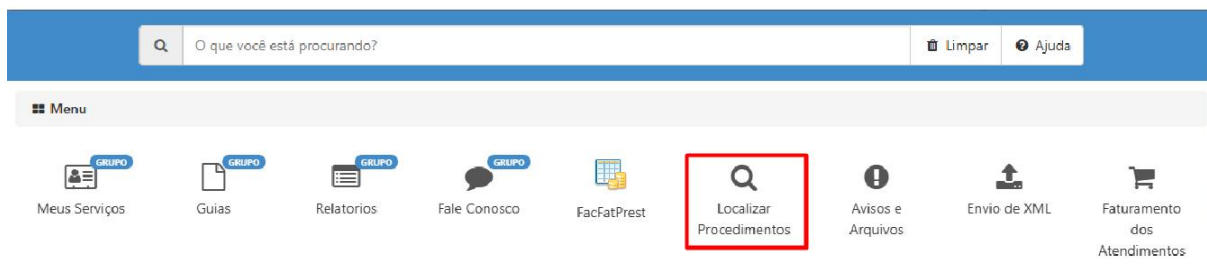 O que você está procurando?
Limpar
Ajuda
Menu
GRUPO
GRUPO
GRUPO
GRUPO
Meus Serviços
Guias
Relatorios
Fale Conosco
FacFatPrest
Localizar
Procedimentos
Avisos e
Arquivos
Envio de XML
Faturamento
dos
Atendimentos